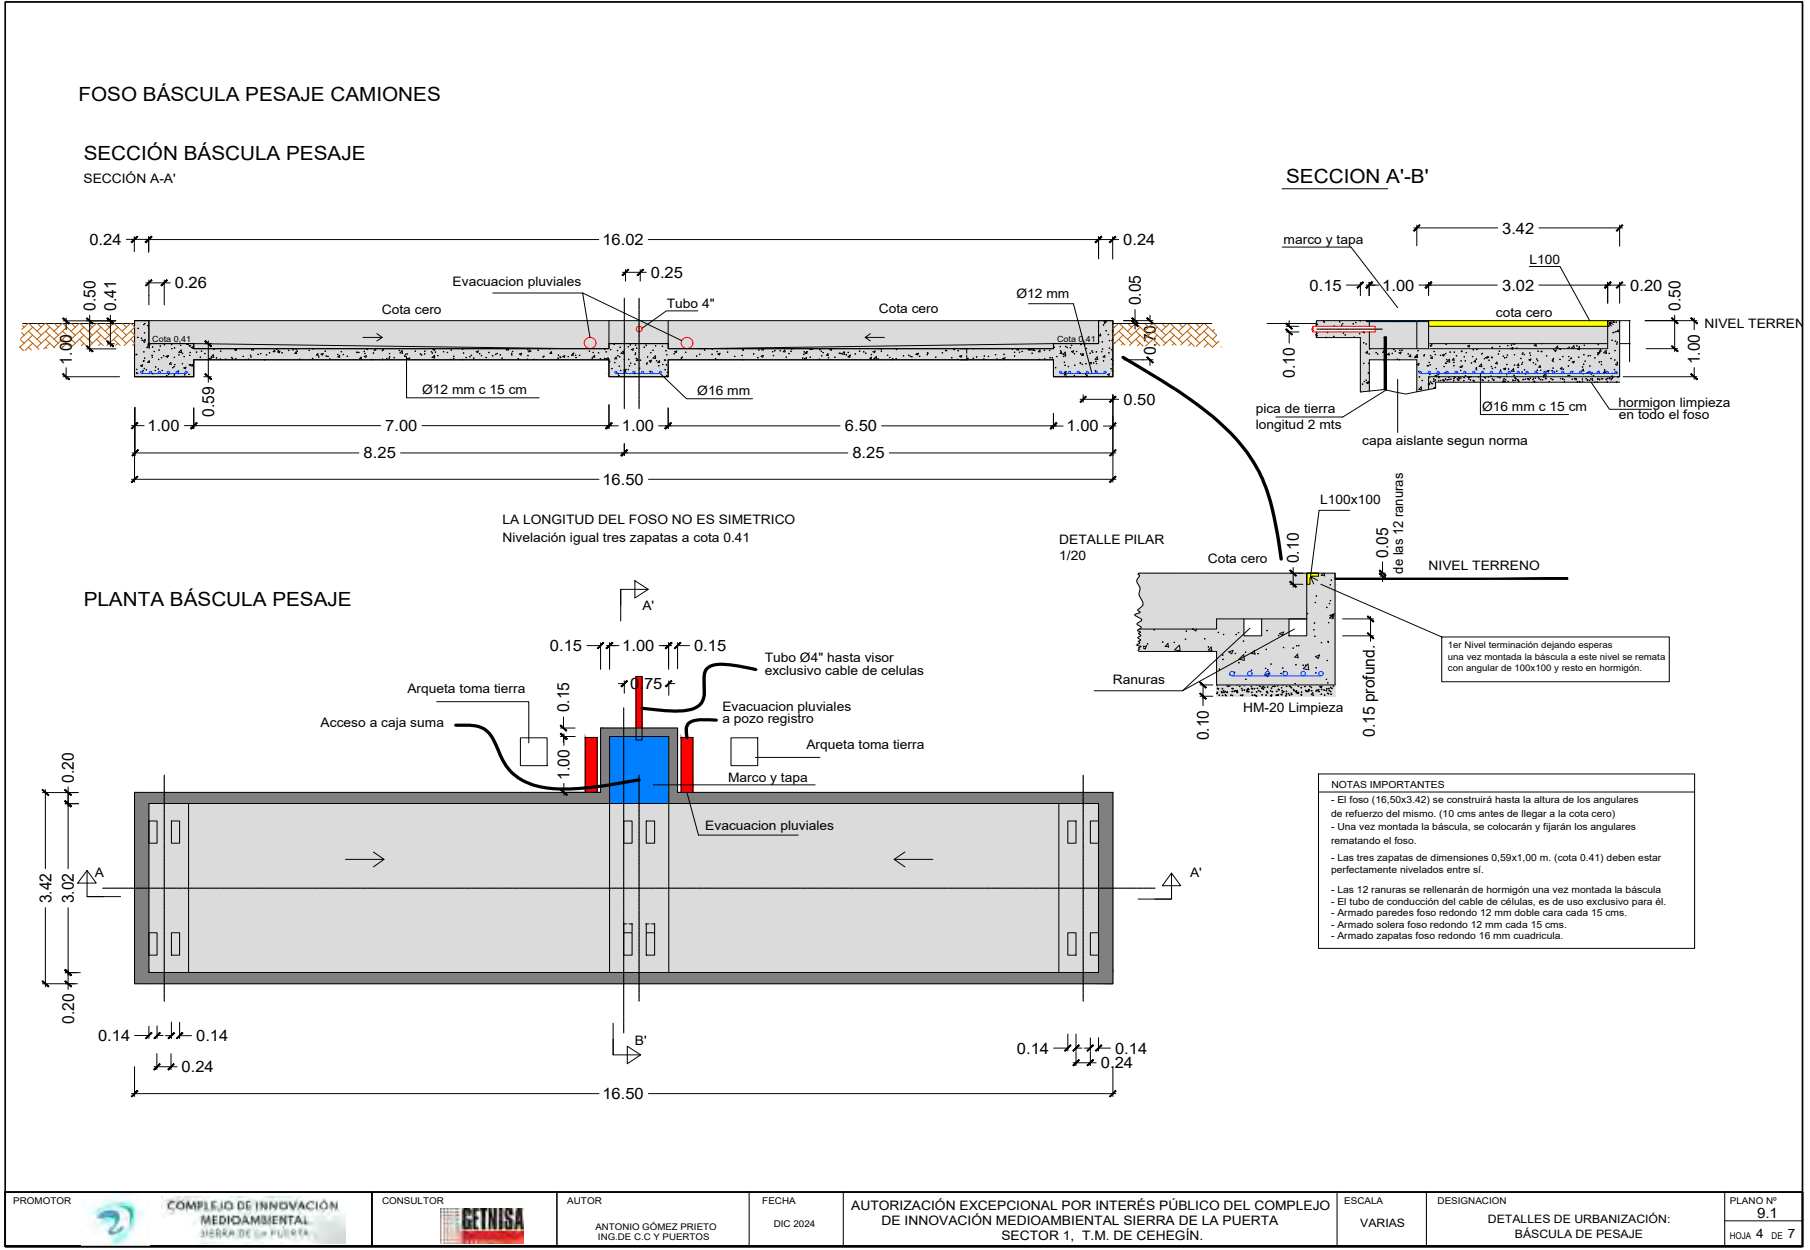 FOSO BÁSCULA PESAJE CAMIONES
SECCIÓN BÁSCULA PESAJE
SECCIÓN A-A'
0.24
16.02
0.24
0.26
0.25
0.50
0.41
1.00
0.59
Evacuacion pluviales
Cota cero
Tubo 4"
Cota cero
Ø12 mm
0.05
0.70
Cota 0,41
Cota 0,41
Ø12 mm c 15 cm
Ø16 mm
0.50
1.00
7.00
1.00
6.50
1.00
8.25
8.25
16.50
LA LONGITUD DEL FOSO NO ES SIMETRICO
Nivelación igual tres zapatas a cota 0.41
SECCION A'-B'
marco y tapa
3.42
L100
0.15
1.00
3.02
0.20
cota cero
0.50
NIVEL TERREN
1.00
0.10
pica de tierra
longitud 2 mts
Ø16 mm c 15 cm
hormigon limpieza
en todo el foso
capa aislante segun norma
DETALLE PILAR
1/20
Cota cero
0.10
L100x100
0.05
de las 12 ranuras
NIVEL TERRENO
Ranuras
0.10
HM-20 Limpieza
0.15 profund.
1er Nivel terminación dejando esperas
una vez montada la báscula a este nivel se remata
con angular de 100x100 y resto en hormigón.
PLANTA BÁSCULA PESAJE
A'
0.15
1.00
0.15
0.75
Tubo Ø4" hasta visor
exclusivo cable de celulas
Arqueta toma tierra
Acceso a caja suma
0.15
1.00
Evacuacion pluviales
a pozo registro
Arqueta toma tierra
Marco y tapa
Evacuacion pluviales
0.20
3.42
3.02
0.20
A
A'
B'
0.14
0.14
0.24
0.14
0.14
0.24
16.50
NOTAS IMPORTANTES
- El foso (16,50x3.42) se construirá hasta la altura de los angulares
de refuerzo del mismo. (10 cms antes de llegar a la cota cero)
- Una vez montada la báscula, se colocarán y fijarán los angulares
rematando el foso.
- Las tres zapatas de dimensiones 0,59x1,00 m. (cota 0.41) deben estar
perfectamente nivelados entre sí.
- Las 12 ranuras se rellenarán de hormigón una vez montada la báscula
- El tubo de conducción del cable de células, es de uso exclusivo para él.
- Armado paredes foso redondo 12 mm doble cara cada 15 cms.
- Armado solera foso redondo 12 mm cada 15 cms.
- Armado zapatas foso redondo 16 mm cuadricula.
PROMOTOR
COMPLEJO DE INNOVACIÓN
MEDIOAMBIENTAL
SIERRA DE LA PUERTA
CONSULTOR
GETNISA
AUTOR
ANTONIO GÓMEZ PRIETO
ING.DE C.C Y PUERTOS
FECHA
DIC 2024
AUTORIZACIÓN EXCEPCIONAL POR INTERÉS PÚBLICO DEL COMPLEJO
DE INNOVACIÓN MEDIOAMBIENTAL SIERRA DE LA PUERTA
SECTOR 1, T.M. DE CEHEGÍN.
ESCALA
VARIAS
DESIGNACION
DETALLES DE URBANIZACIÓN:
BÁSCULA DE PESAJE
PLANO Nº
9.1
HOJA 4 DE 7